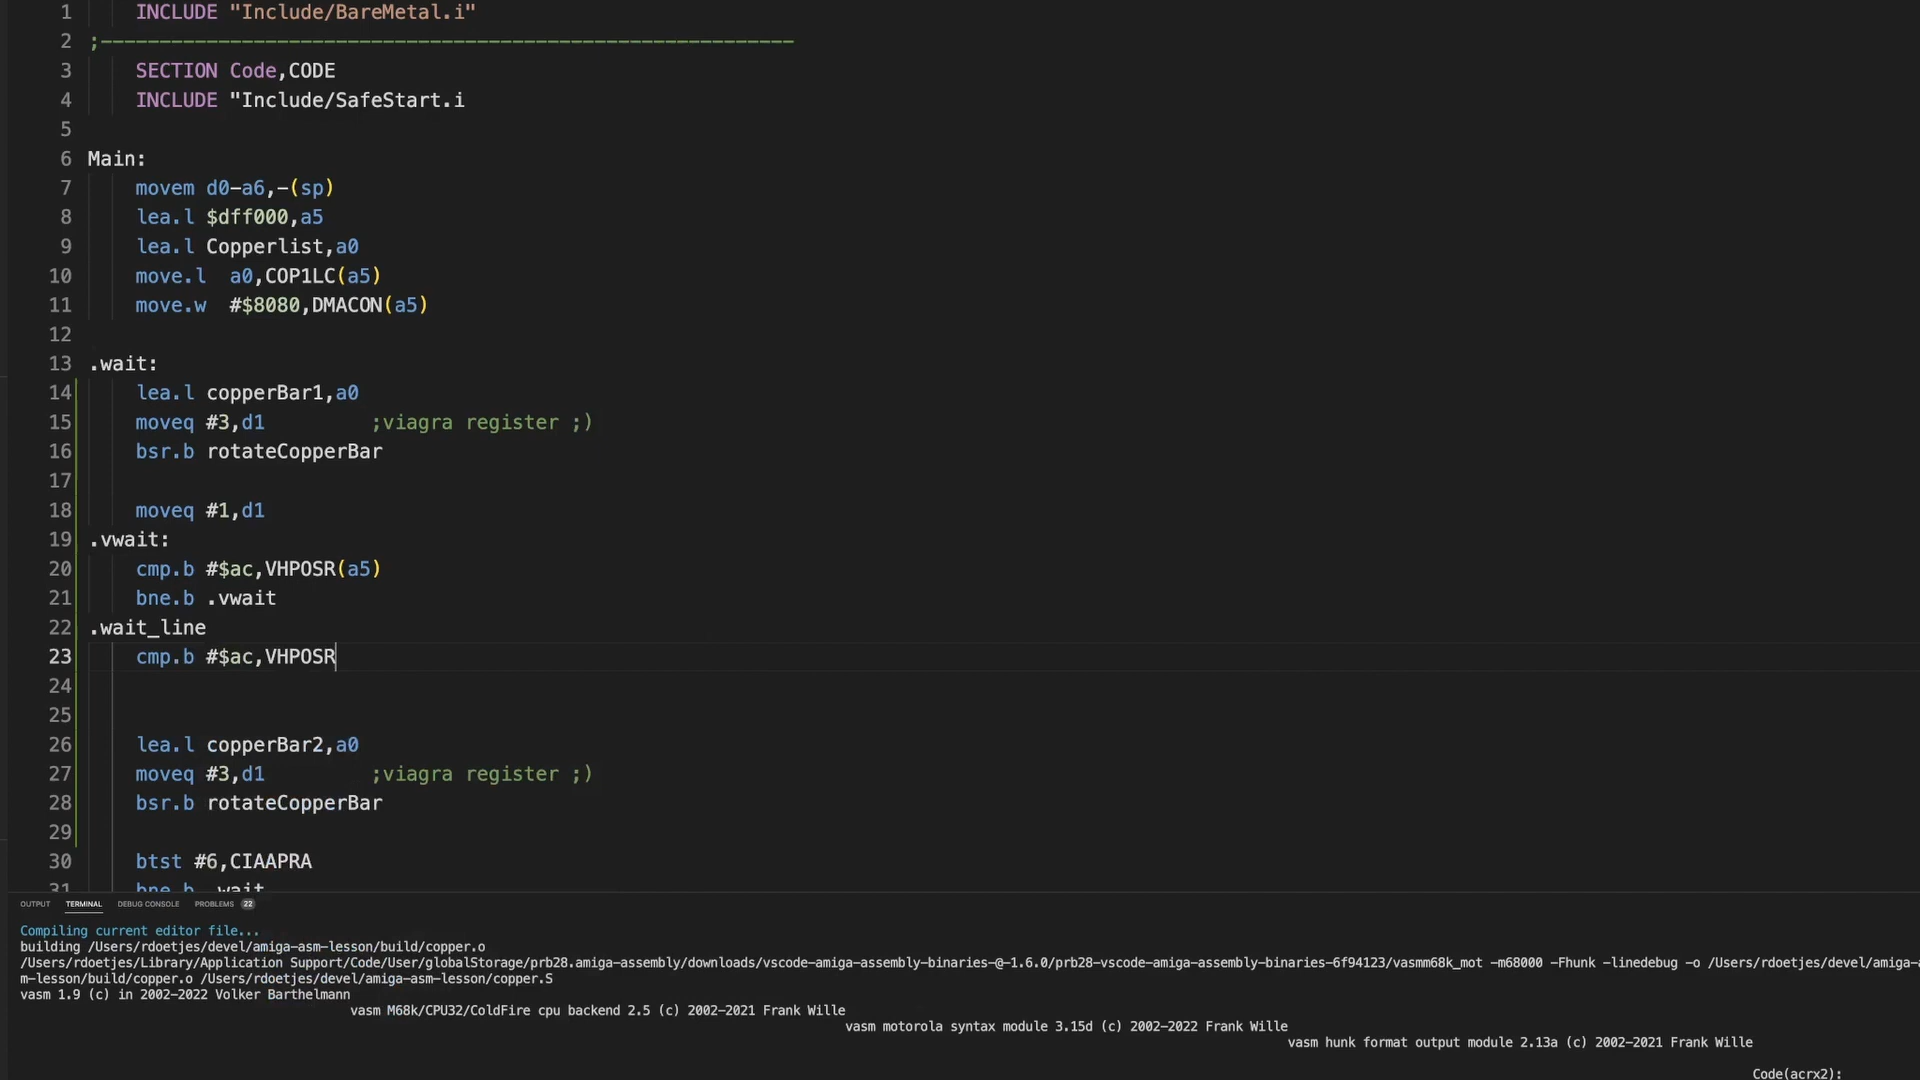 1 INCLUDE "Include/BareMetal.i"
2 ;-----------------------------------------------------------
3 SECTION Code,CODE
4 INCLUDE "Include/SafeStart.i
5
6 Main:
7 movem d0-a6,-(sp)
8 lea.l $dff000,a5
9 lea.l Copperlist,a0
10 move.l  a0,COP1LC(a5)
11 move.w  #$8080,DMACON(a5)
12
13 .wait:
14 lea.l copperBar1,a0
15 moveq #3,d1         ;viagra register ;)
16 bsr.b rotateCopperBar
17
18 moveq #1,d1
19 .vwait:
20 cmp.b #$ac,VHPOSR(a5)
21 bne.b .vwait
22 .wait_line
23 cmp.b #$ac,VHPOSR
24
25
26 lea.l copperBar2,a0
27 moveq #3,d1         ;viagra register ;)
28 bsr.b rotateCopperBar
29
30 btst #6,CIAAPRA
31 bne.b .wait
OUTPUT TERMINAL DEBUG CONSOLE PROBLEMS 22
Compiling current editor file...
building /Users/rdoetjes/devel/amiga-asm-lesson/build/copper.o
/Users/rdoetjes/Library/Application Support/Code/User/globalStorage/prb28.amiga-assembly/downloads/vscode-amiga-assembly-binaries-@-1.6.0/prb28-vscode-amiga-assembly-binaries-6f94123/vasmm68k_mot -m68000 -Fhunk -linedebug -o /Users/rdoetjes/devel/amiga-a
m-lesson/build/copper.o /Users/rdoetjes/devel/amiga-asm-lesson/copper.S
vasm 1.9 (c) in 2002-2022 Volker Barthelmann
vasm M68k/CPU32/ColdFire cpu backend 2.5 (c) 2002-2021 Frank Wille
vasm motorola syntax module 3.15d (c) 2002-2022 Frank Wille
vasm hunk format output module 2.13a (c) 2002-2021 Frank Wille
Code(acrx2):